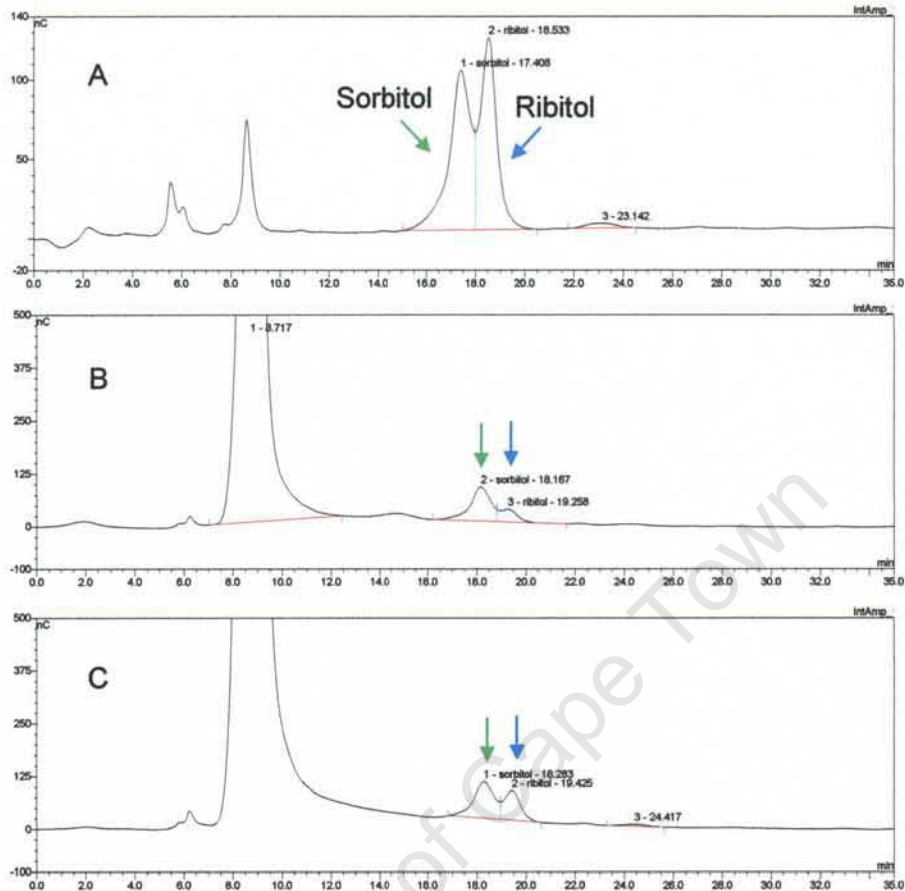 140
nC
IntAmp
2 - ribitol - 18.533
1 - sorbitol - 17.408
A
100
Sorbitol
Ribitol
50
3 - 23.142
-20
min
0.0 2.0 4.0 6.0 8.0 10.0 12.0 14.0 16.0 18.0 20.0 22.0 24.0 26.0 28.0 30.0 32.0 35.0
500
nC
IntAmp
1 - 8.717
375
B
250
125
2 - sorbitol - 18.167
3 - ribitol - 19.258
0
-100
min
0.0 2.0 4.0 6.0 8.0 10.0 12.0 14.0 16.0 18.0 20.0 22.0 24.0 26.0 28.0 30.0 32.0 35.0
500
nC
IntAmp
375
C
250
125
1 - sorbitol - 18.283
2 - ribitol - 19.425
3 - 24.417
0
-100
min
0.0 2.0 4.0 6.0 8.0 10.0 12.0 14.0 16.0 18.0 20.0 22.0 24.0 26.0 28.0 30.0 32.0 35.0
of Cape Town